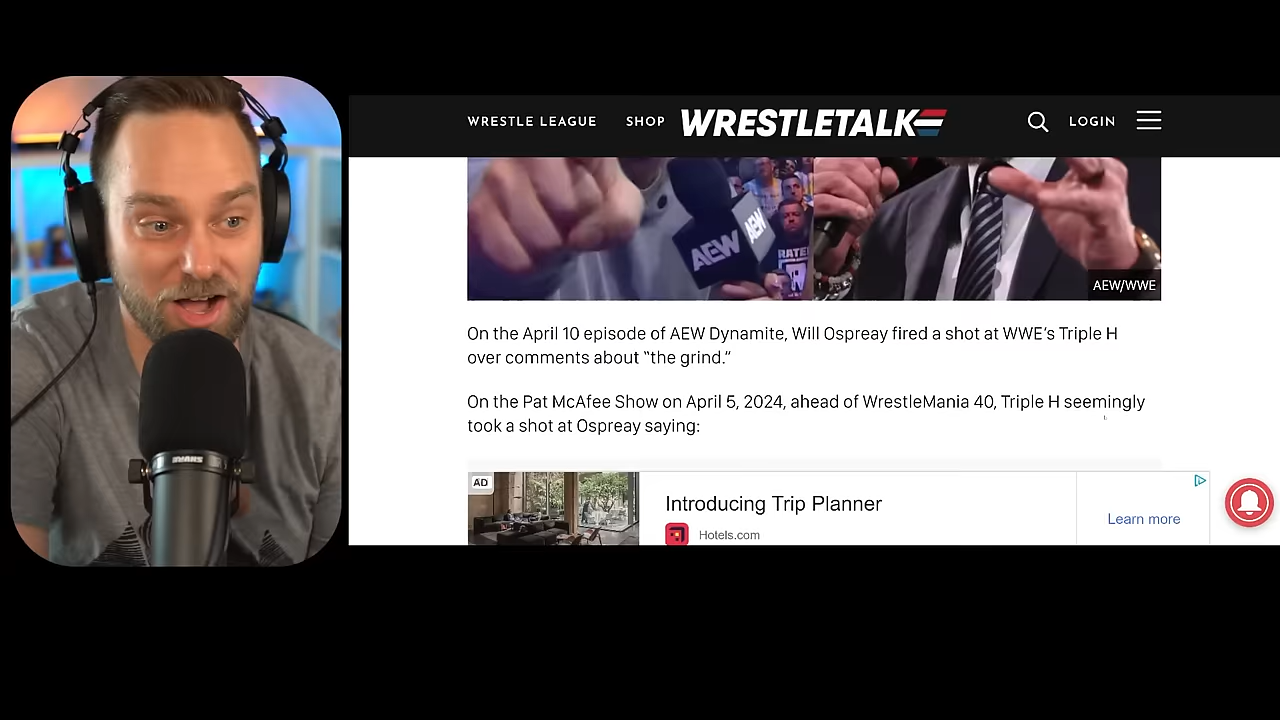 WRESTLE LEAGUE SHOP WRESTLETALK LOGIN
AEW
AEW
RATE
AEW/WWE
On the April 10 episode of AEW Dynamite, Will Ospreay fired a shot at WWE's Triple H
over comments about “the grind.”
On the Pat McAfee Show on April 5, 2024, ahead of WrestleMania 40, Triple H seemingly
took a shot at Ospreay saying:
AD
Introducing Trip Planner
Hotels.com
Learn more